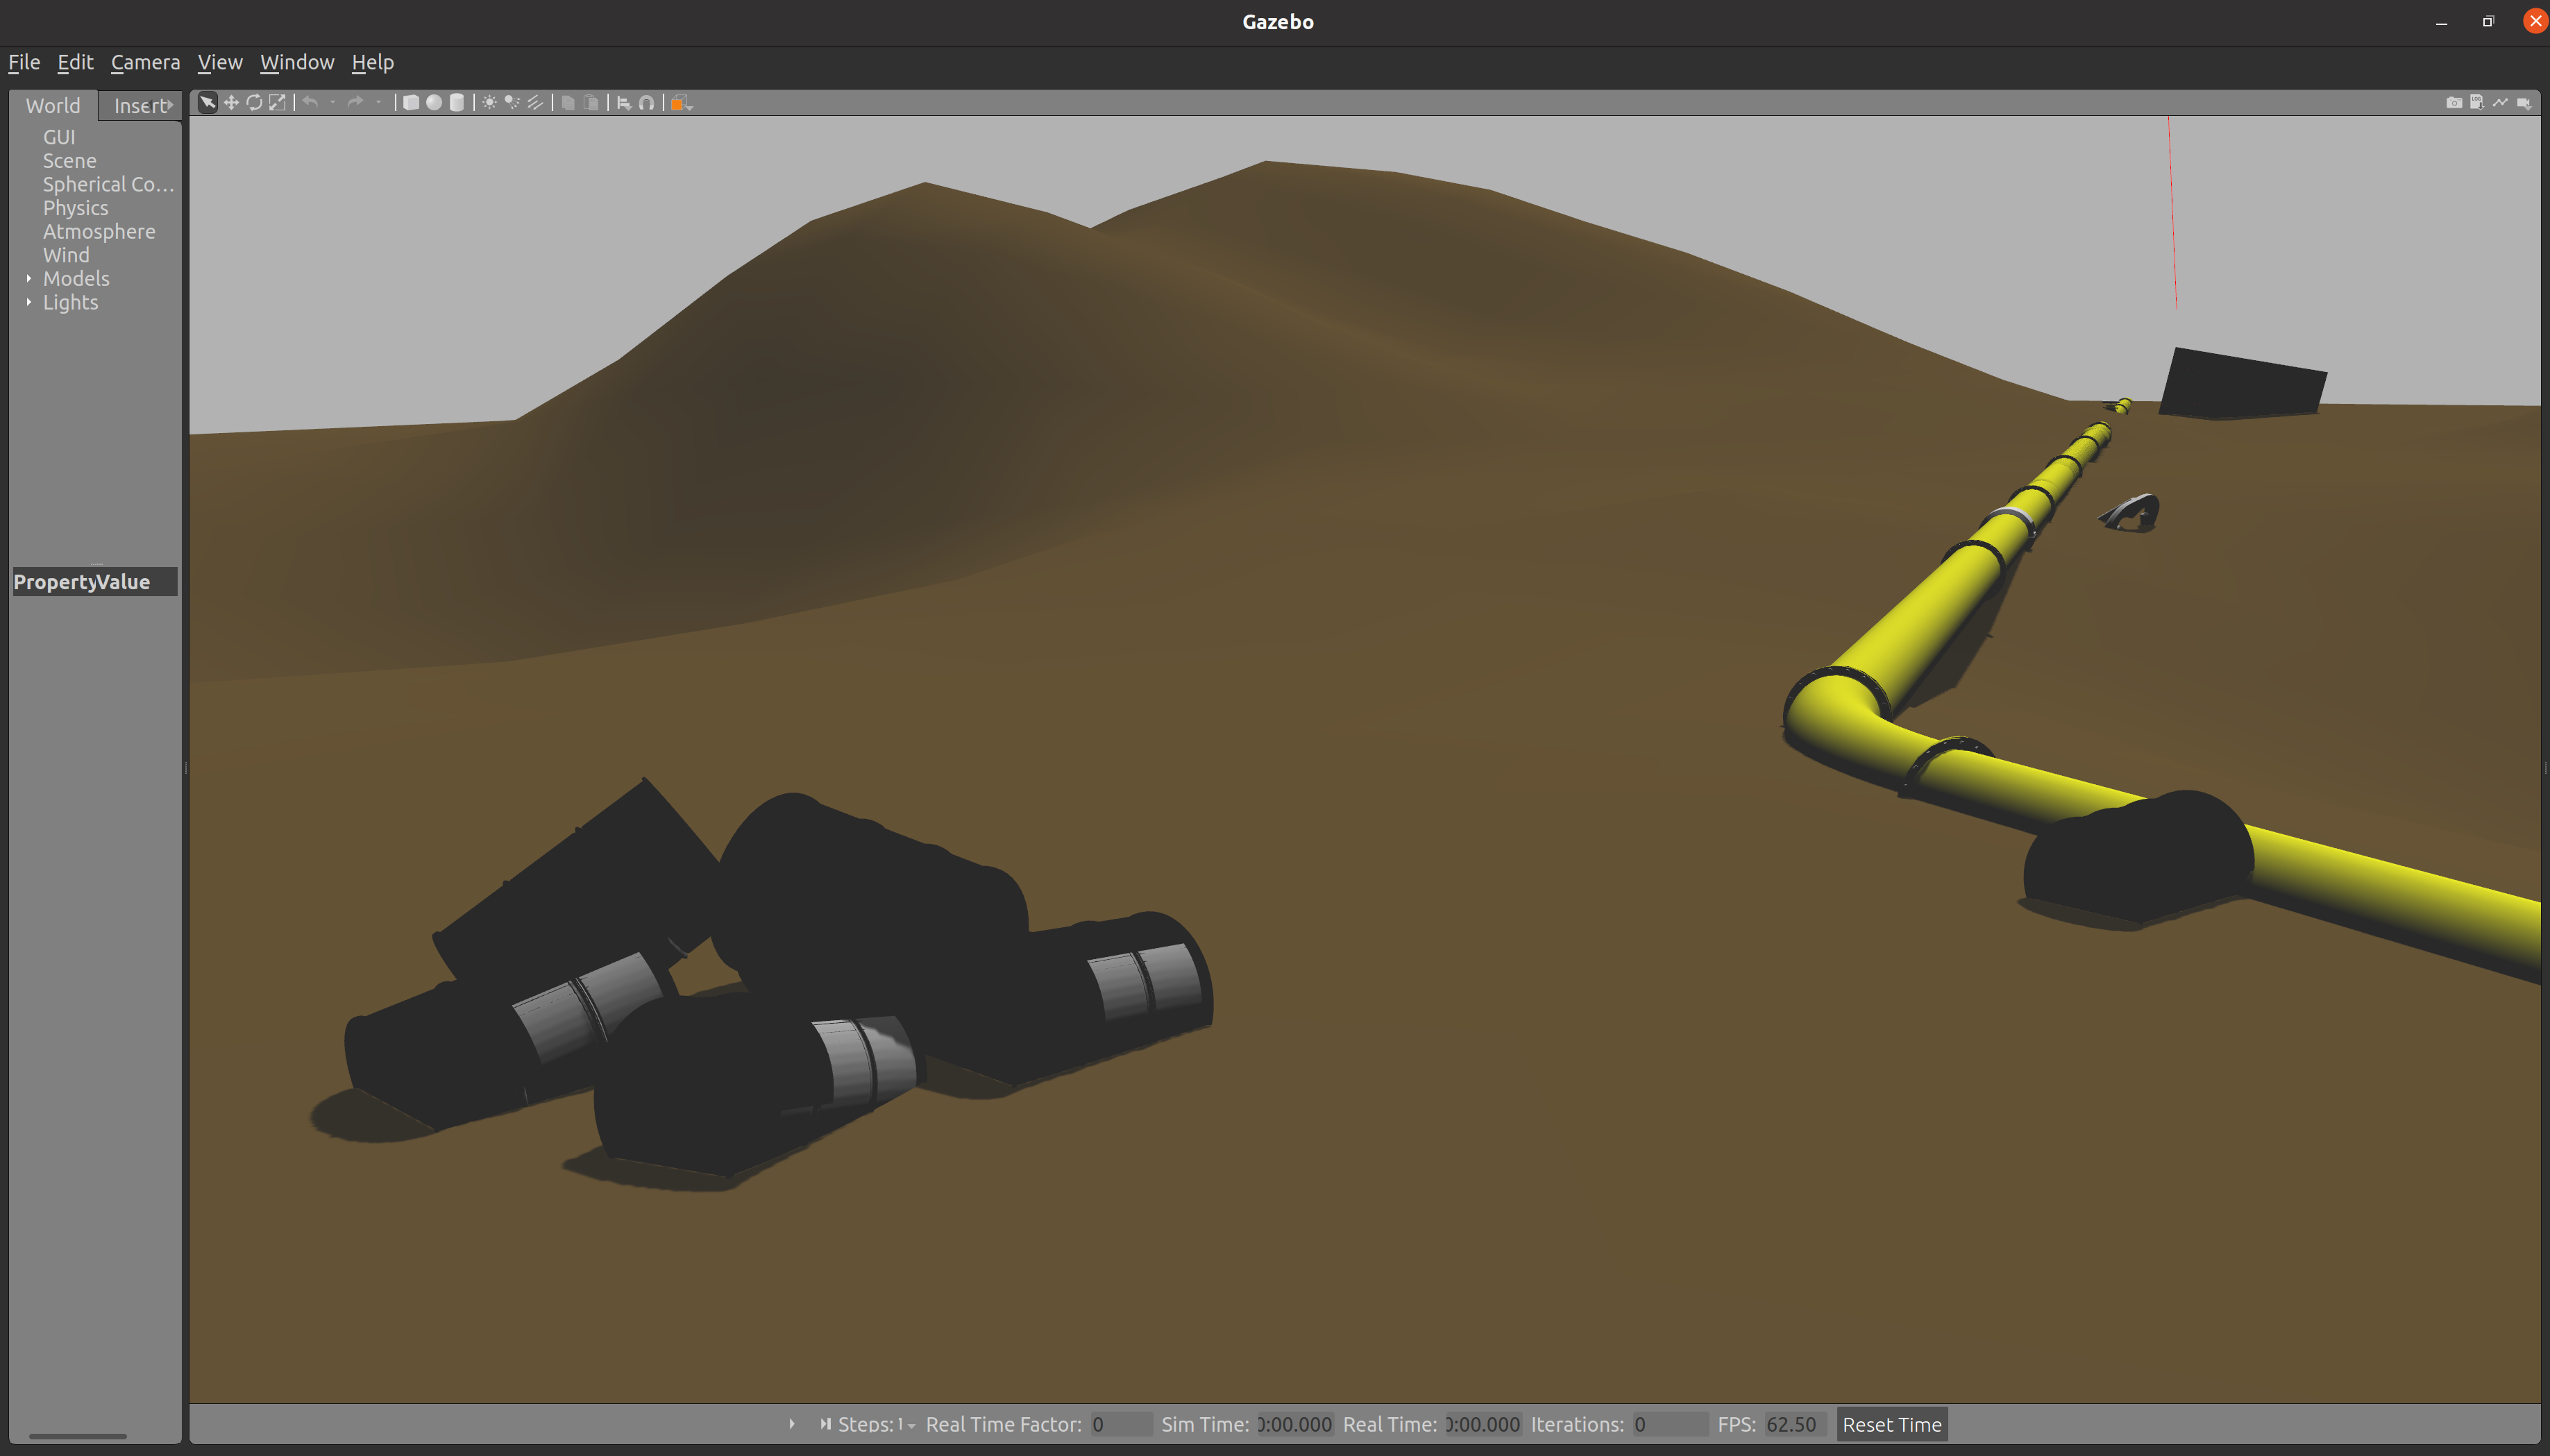 Gazebo
File Edit Camera View Window Help
World Insert
GUI
Scene
Spherical Co...
Physics
Atmosphere
Wind
Models
Lights
Property Value
Steps: 1 Real Time Factor: 0 Sim Time: 0:00.000 Real Time: 0:00.000 Iterations: 0 FPS: 62.50 Reset Time